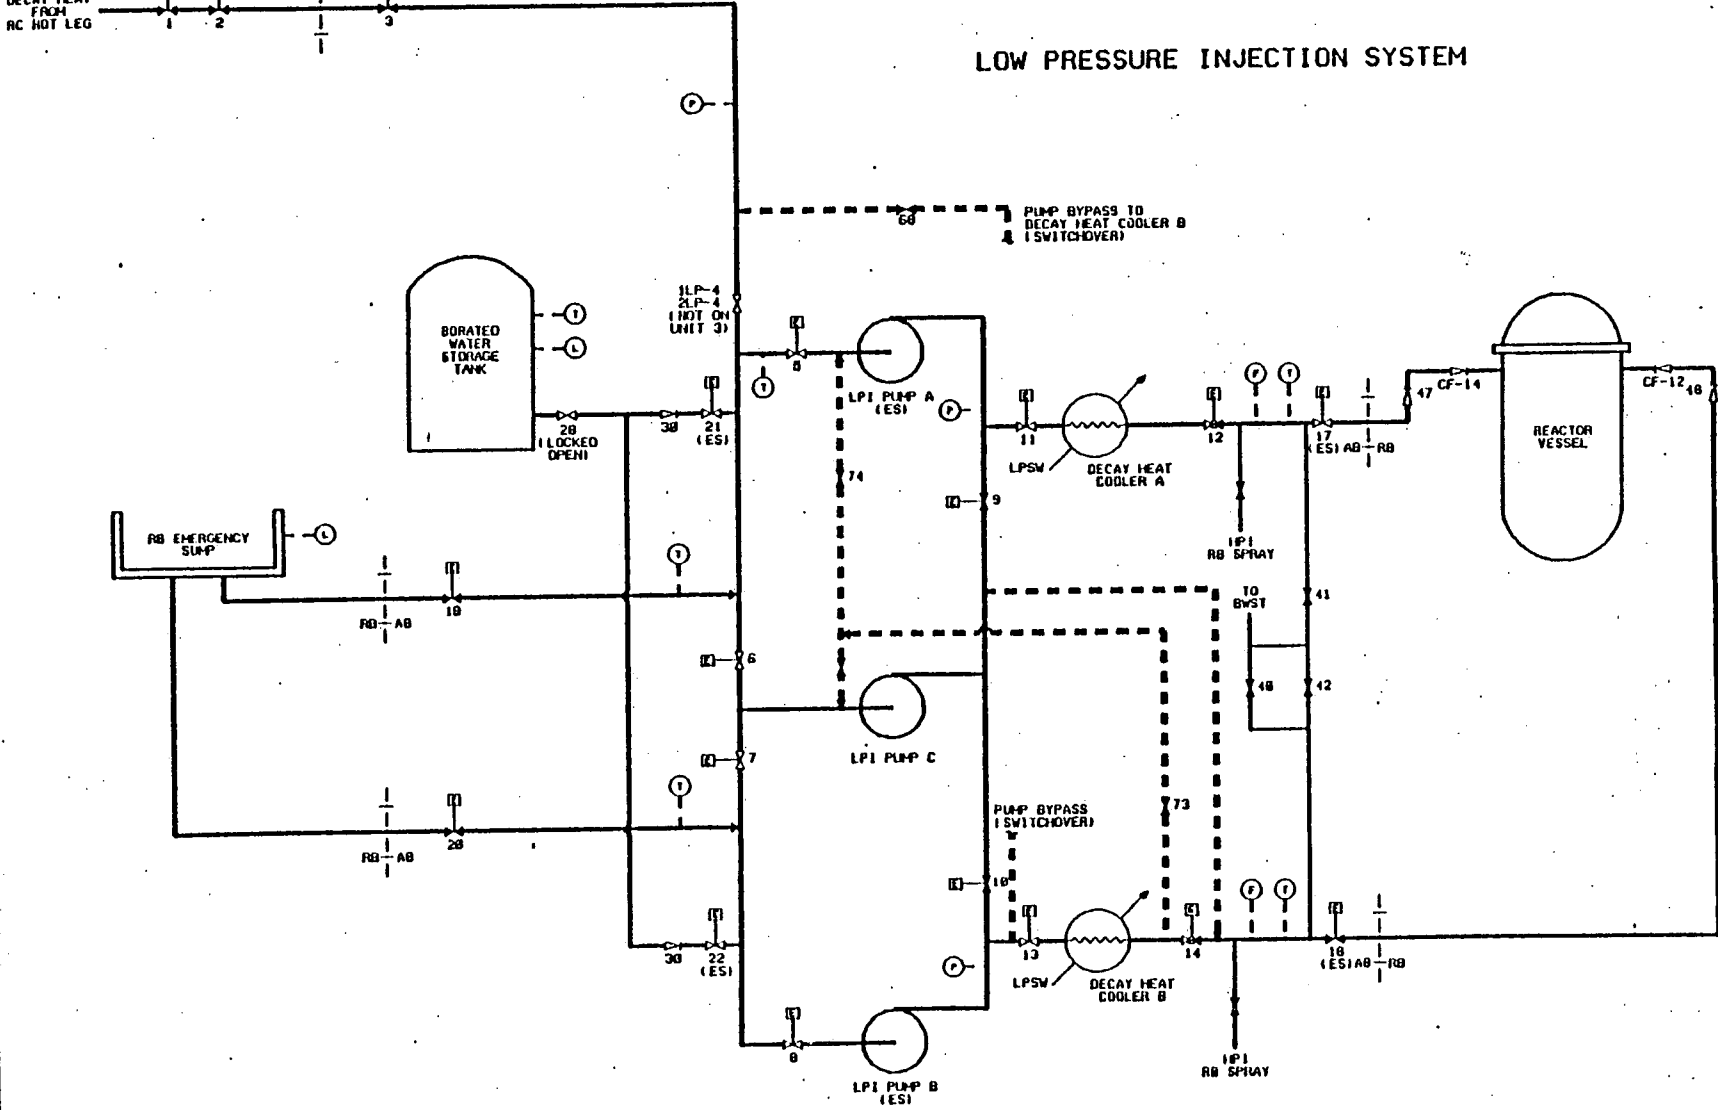 FROM
RC HOT LEG
1
2
3
LOW PRESSURE INJECTION SYSTEM
P
60
PUMP BYPASS TO
DECAY HEAT COOLER B
(SWITCHOVER)
1LP-4
2LP-4
(NOT ON
UNIT 3)
BORATED
WATER
STORAGE
TANK
T
L
E
5
T
LPI PUMP A
(ES)
28
(LOCKED
OPEN)
30
E
21
(ES)
P
E
11
LPSW
DECAY HEAT
COOLER A
E
12
F
T
E
17
(ES)
AB
RB
47
CF-14
CF-12
48
REACTOR
VESSEL
74
E
9
HPI
RB SPRAY
RB EMERGENCY
SUMP
L
RB
AB
E
19
T
TO
BWST
41
E
6
40
42
LPI PUMP C
E
7
T
PUMP BYPASS
(SWITCHOVER)
73
RB
AB
E
20
E
10
30
E
22
(ES)
P
E
13
LPSW
DECAY HEAT
COOLER B
E
14
F
T
E
18
(ES)
AB
RB
E
8
LPI PUMP B
(ES)
HPI
RB SPRAY